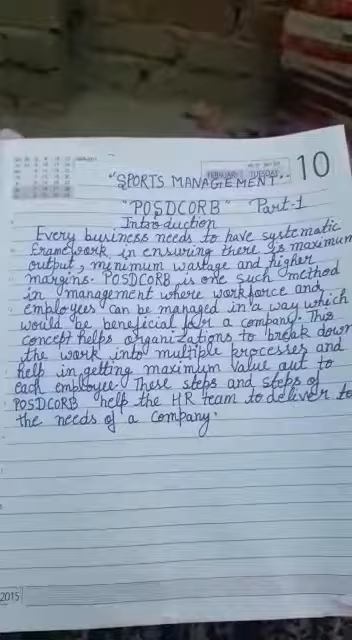 FEBRUARY TUESDAY 10
"SPORTS MANAGEMENT"
"POSDCORB" Part-1
Introduction
Every business needs to have systematic
framework in ensuring there is maximum
output, minimum wastage and higher
margins. POSDCORB is one such method
in management where workforce and
employees can be managed in a way which
would be beneficial for a company. This
concept helps organizations to break down
the work into multiple processes and
help in getting maximum value out to
each employee. These steps and steps of
POSDCORB help the HR team to deliver to
the needs of a company.
2015